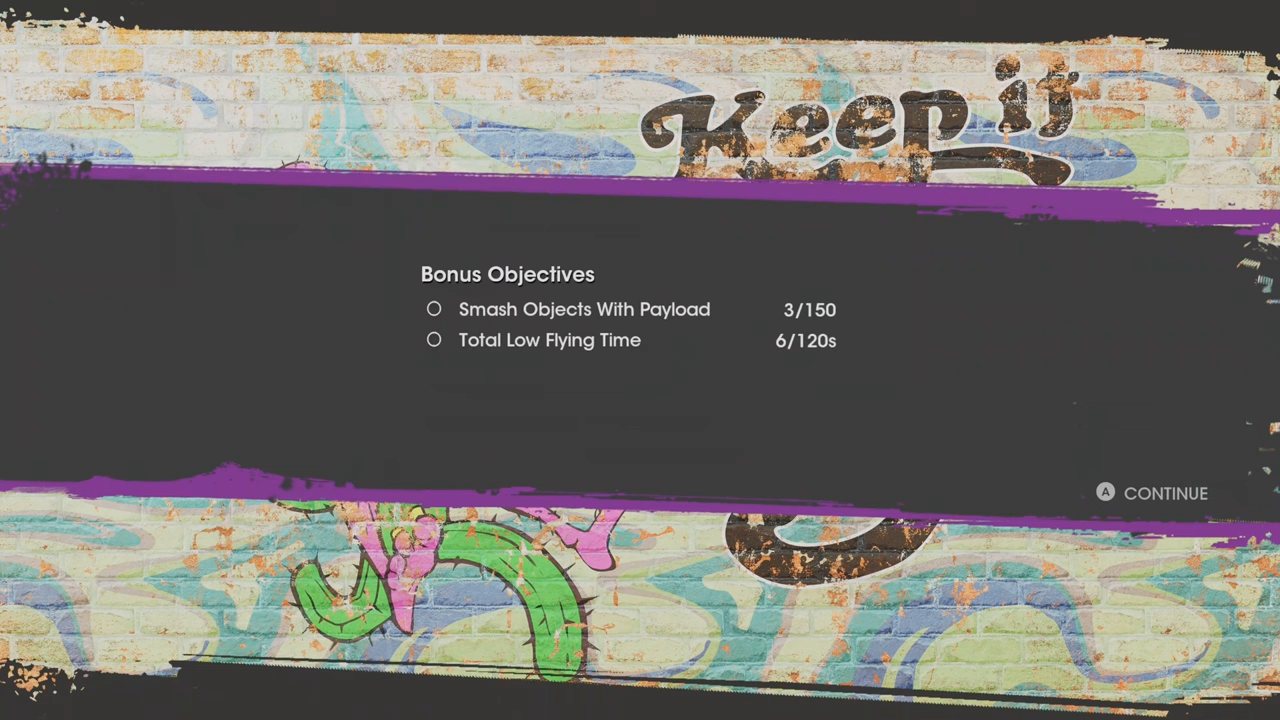 Keep it
Bonus Objectives
Smash Objects With Payload 3/150
Total Low Flying Time 6/120s
A CONTINUE